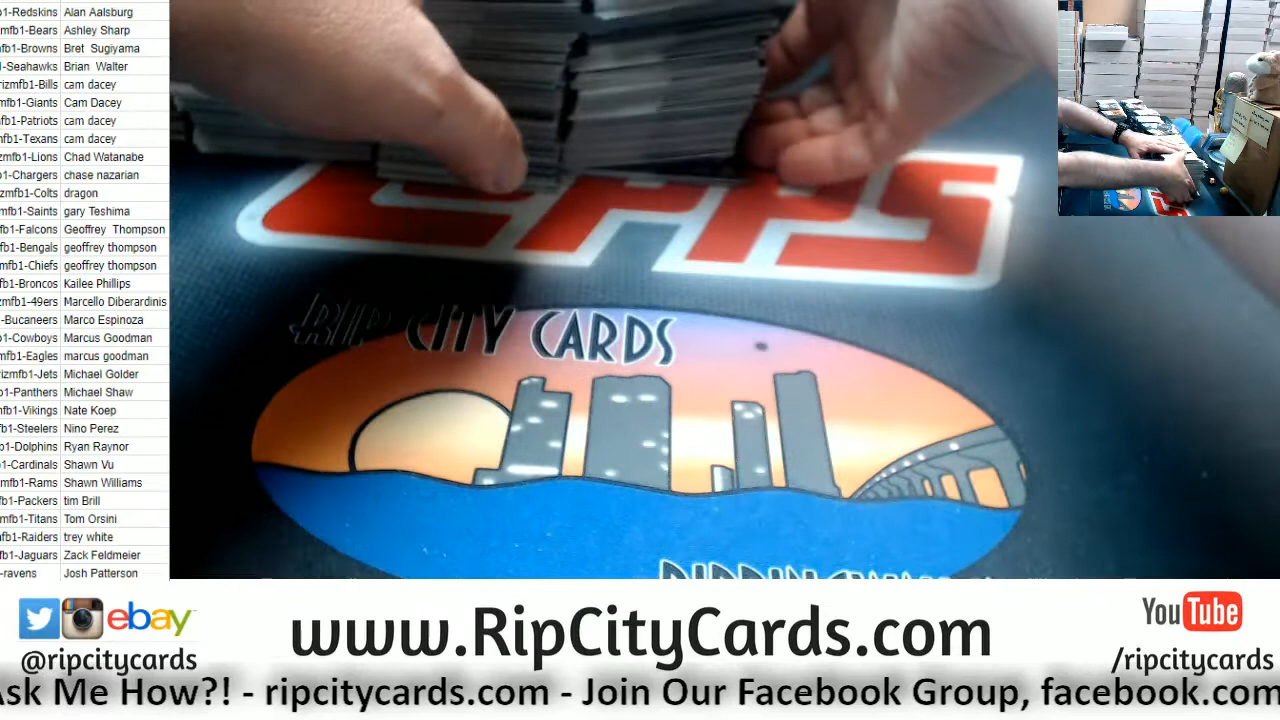 b1-Redskins Alan Aalsburg
mfb1-Bears Ashley Sharp
mfb1-Browns Bret Sugiyama
1-Seahawks Brian Walter
rizmfb1-Bills cam dacey
mfb1-Giants Cam Dacey
mfb1-Patriots cam dacey
mfb1-Texans cam dacey
zmfb1-Lions Chad Watanabe
b1-Chargers chase nazarian
zmfb1-Colts dragon
mfb1-Saints gary Teshima
fb1-Falcons Geoffrey Thompson
fb1-Bengals geoffrey thompson
mfb1-Chiefs geoffrey thompson
fb1-Broncos Kailee Phillips
zmfb1-49ers Marcello Diberardinis
-Bucaneers Marco Espinoza
b1-Cowboys Marcus Goodman
mfb1-Eagles marcus goodman
rizmfb1-Jets Michael Golder
b1-Panthers Michael Shaw
fb1-Vikings Nate Koep
b1-Steelers Nino Perez
b1-Dolphins Ryan Raynor
1-Cardinals Shawn Vu
zmfb1-Rams Shawn Williams
fb1-Packers tim Brill
mfb1-Titans Tom Orsini
nfb1-Raiders trey white
fb1-Jaguars Zack Feldmeier
-ravens Josh Patterson
RIP CITY CARDS
ebay
www.RipCityCards.com
YouTube
@ripcitycards
/ripcitycards
Ask Me How?! - ripcitycards.com - Join Our Facebook Group, facebook.com